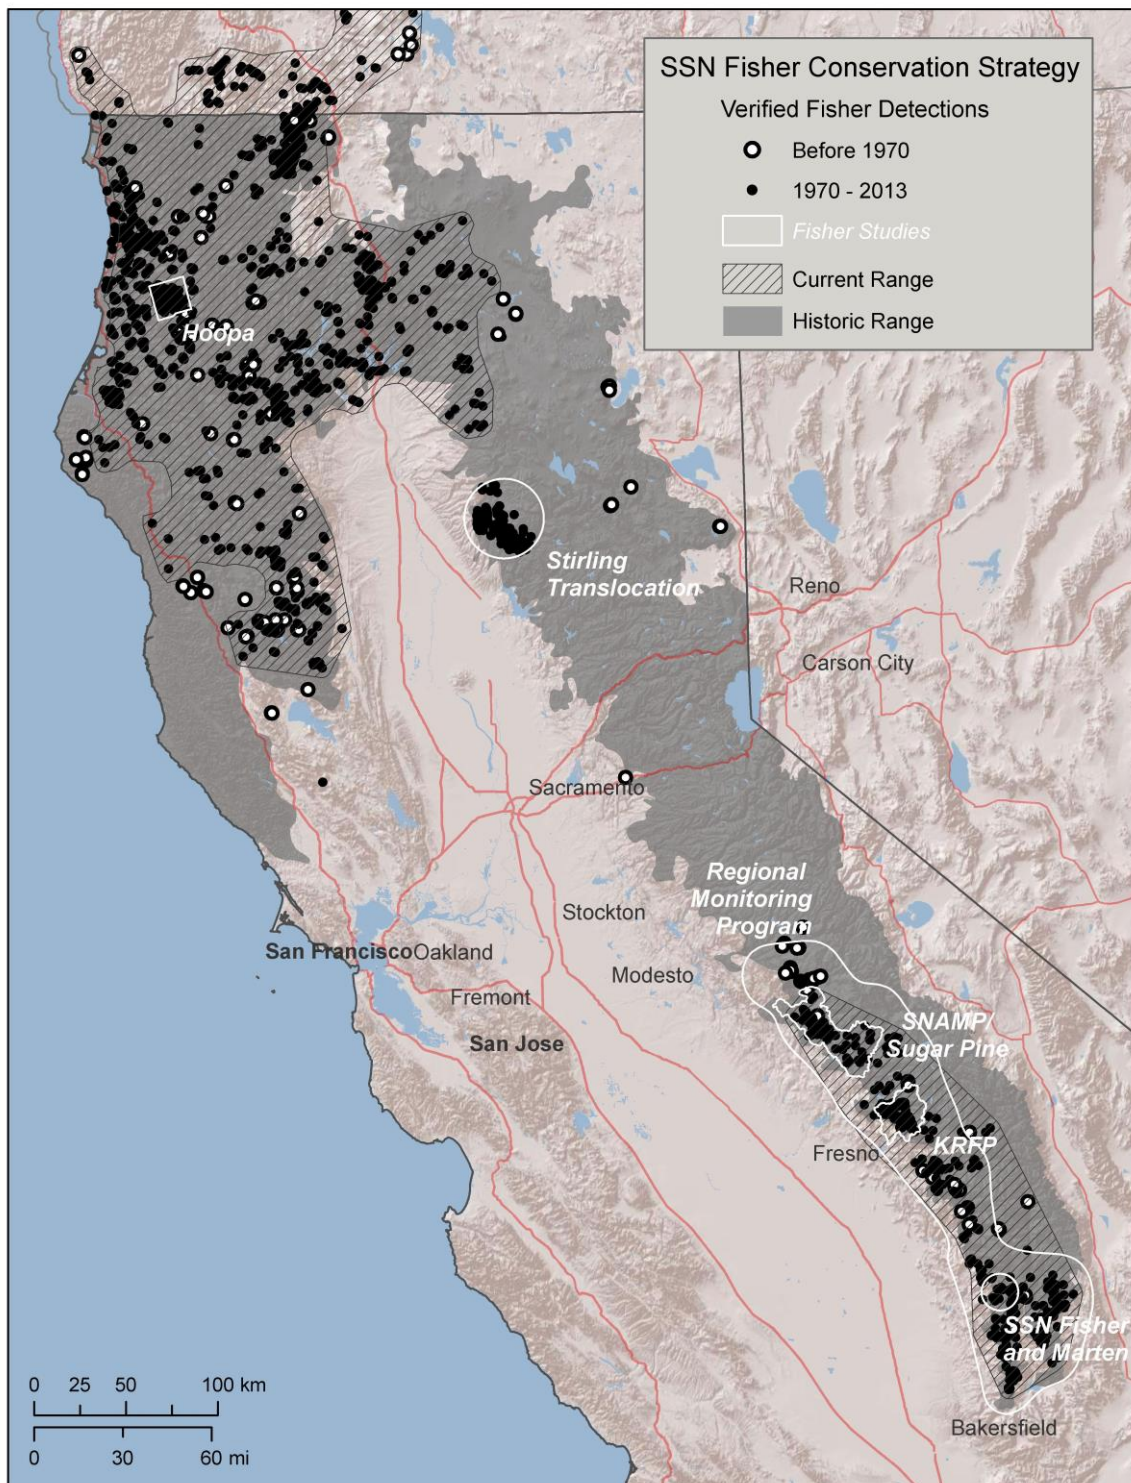 SSN Fisher Conservation Strategy
Verified Fisher Detections
Before 1970
1970 - 2013
Fisher Studies
Current Range
Historic Range
Hoopa
Stirling
Translocation
Reno
Carson City
Sacramento
Regional
Monitoring
Program
Stockton
San Francisco
Oakland
Modesto
Fremont
San Jose
SNAMP/
Sugar Pine
Fresno
KRFP
SSN Fisher
and Marten
Bakersfield
0 25 50 100 km
0 30 60 mi